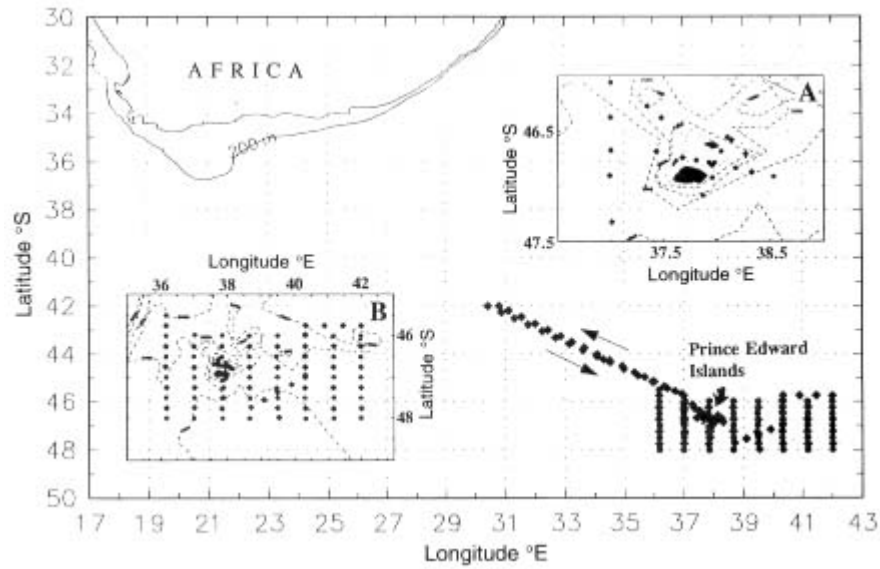 30
32
34
36
38
40
42
44
46
48
50
Latitude °S
17
19
21
23
25
27
29
31
33
35
37
39
41
43
Longitude °E
AFRICA
200 m
A
46.5
47.5
Latitude °S
37.5
38.5
Longitude °E
Longitude °E
36
38
40
42
B
46
48
Latitude °S
Prince Edward
Islands